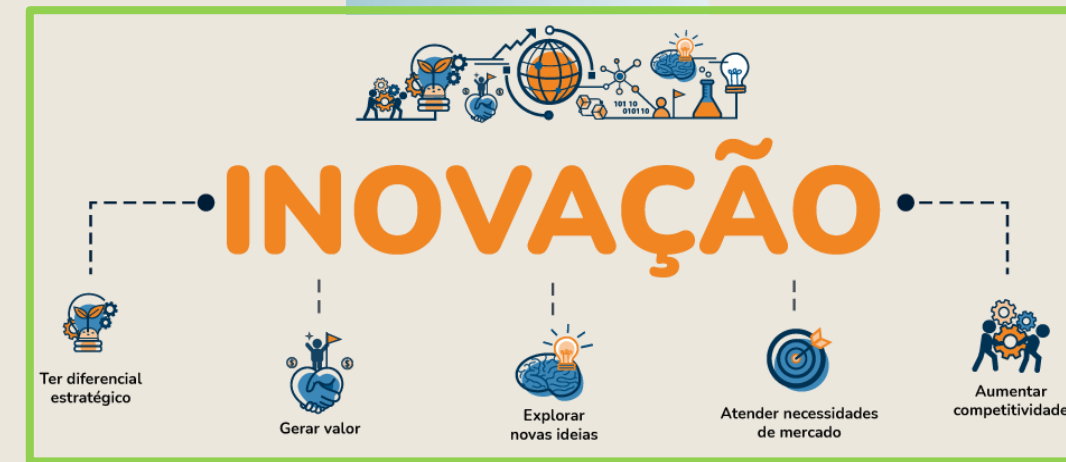 101 10
010110
INOVAÇÃO
Ter diferencial
estratégico
Gerar valor
Explorar
novas ideias
Atender necessidades
de mercado
Aumentar
competitividade